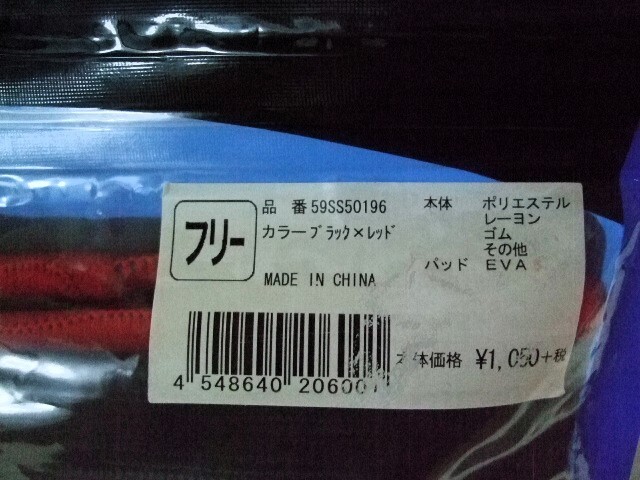 フリー
品 番 59SS50196
カラー ブラック×レッド
MADE IN CHINA
本体 ポリエステル
レーヨン
ゴム
その他
パッド EVA
4 548640 206001
本体価格 ¥1,050+税